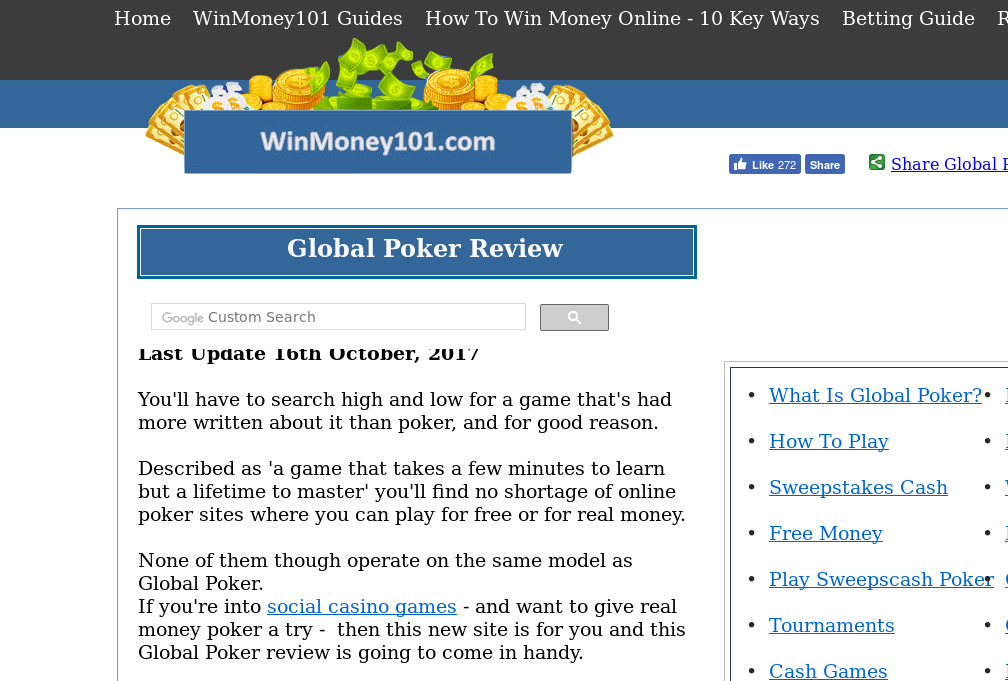 Home WinMoney101 Guides How To Win Money Online - 10 Key Ways Betting Guide
WinMoney101.com
Like 272 Share Share Global
Global Poker Review
Google Custom Search
Last Update 16th October, 2017
You'll have to search high and low for a game that's had
more written about it than poker, and for good reason.
Described as 'a game that takes a few minutes to learn
but a lifetime to master' you'll find no shortage of online
poker sites where you can play for free or for real money.
None of them though operate on the same model as
Global Poker.
If you're into social casino games - and want to give real
money poker a try - then this new site is for you and this
Global Poker review is going to come in handy.
• What Is Global Poker? •
• How To Play •
• Sweepstakes Cash •
• Free Money •
• Play Sweepscash Poker •
• Tournaments •
• Cash Games •